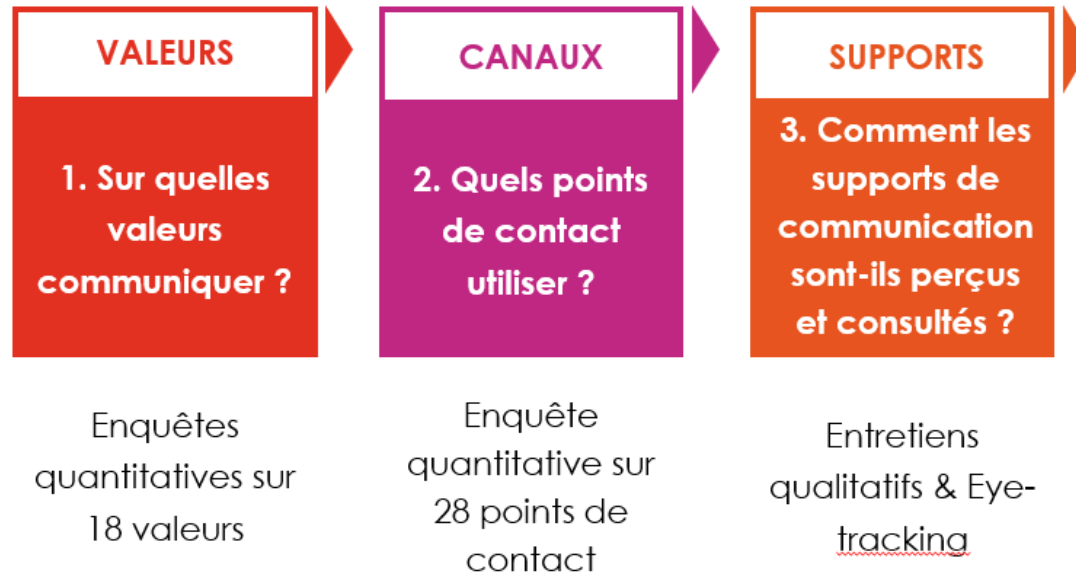 VALEURS
1. Sur quelles
valeurs
communiquer ?
Enquêtes
quantitatives sur
18 valeurs
CANAUX
2. Quels points
de contact
utiliser ?
Enquête
quantitative sur
28 points de
contact
SUPPORTS
3. Comment les
supports de
communication
sont-ils perçus
et consultés ?
Entretiens
qualitatifs & Eye-
tracking